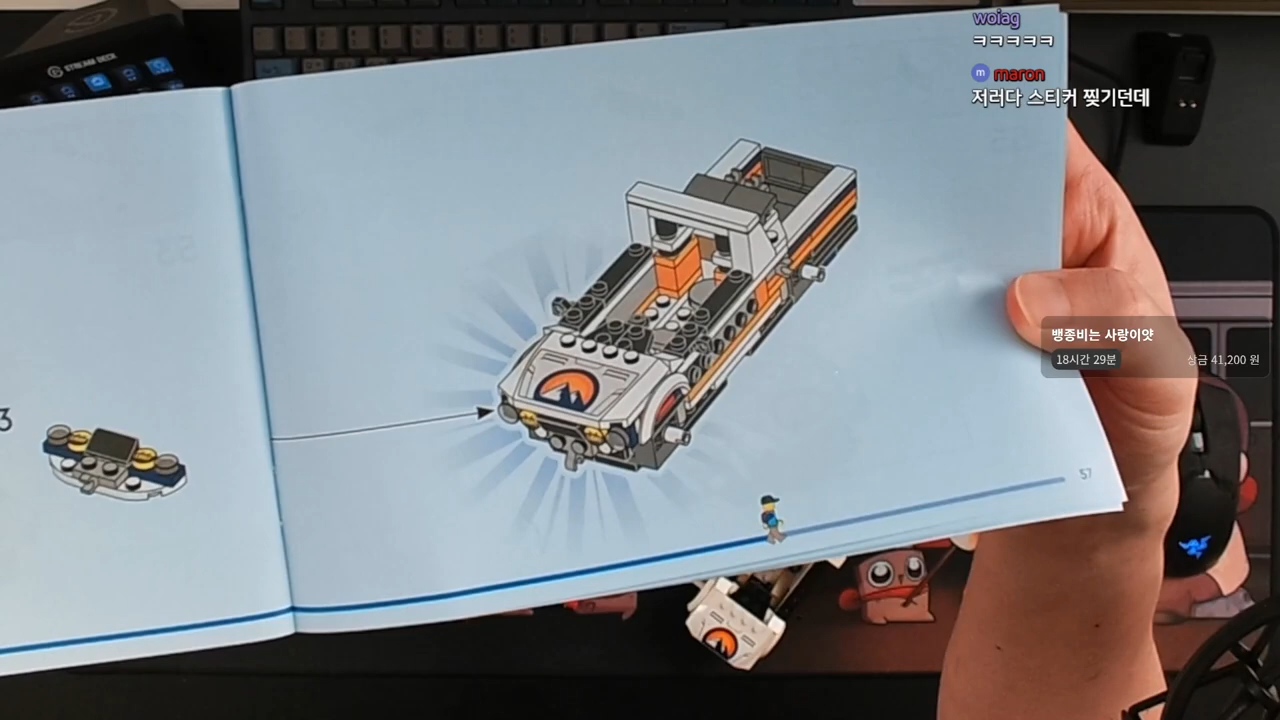 STREAM DECK
woiag
ㅋㅋㅋㅋㅋ
m maron
저러다 스티커 찢기던데
뱅종비는 사랑이얏
18시간 29분
상금 41,200 원
3
57